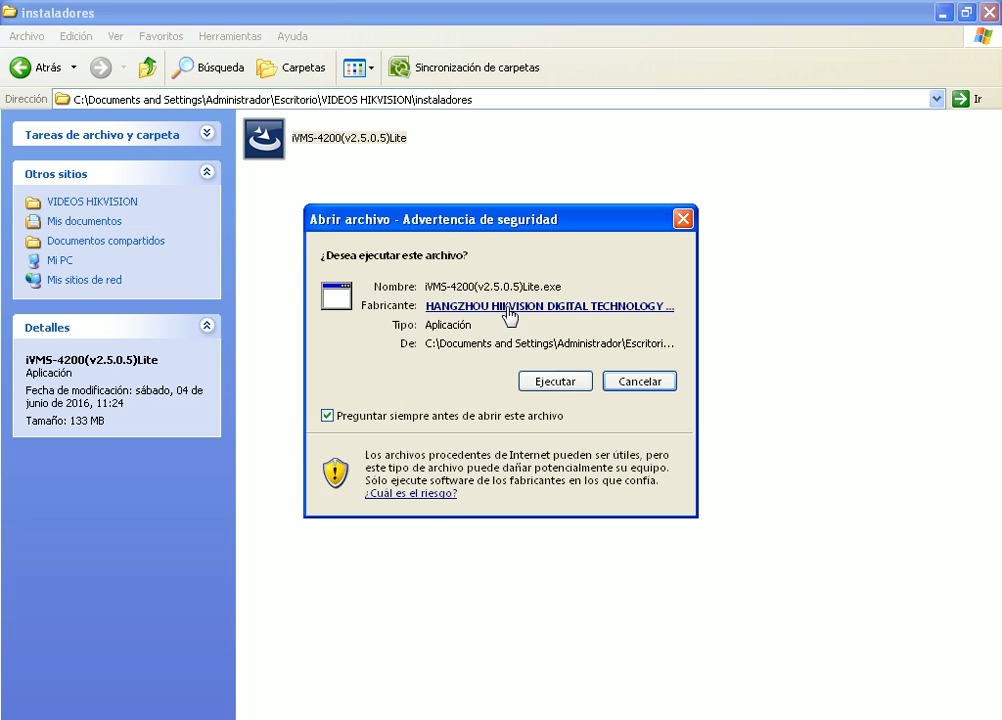 instaladores
Archivo Edición Ver Favoritos Herramientas Ayuda
Atrás Búsqueda Carpetas Sincronización de carpetas
Dirección C:\Documents and Settings\Administrador\Escritorio\VIDEOS HIKVISION\instaladores Ir
Tareas de archivo y carpeta
Otros sitios
VIDEOS HIKVISION
Mis documentos
Documentos compartidos
Mi PC
Mis sitios de red
Detalles
iVMS-4200(v2.5.0.5)Lite
Aplicación
Fecha de modificación: sábado, 04 de
junio de 2016, 11:24
Tamaño: 133 MB
iVMS-4200(v2.5.0.5)Lite
Abrir archivo - Advertencia de seguridad
¿Desea ejecutar este archivo?
Nombre: iVMS-4200(v2.5.0.5)Lite.exe
Fabricante: HANGZHOU HIKVISION DIGITAL TECHNOLOGY ...
Tipo: Aplicación
De: C:\Documents and Settings\Administrador\Escritori...
Ejecutar Cancelar
Preguntar siempre antes de abrir este archivo
Los archivos procedentes de Internet pueden ser útiles, pero
este tipo de archivo puede dañar potencialmente su equipo.
Sólo ejecute software de los fabricantes en los que confía.
¿Cuál es el riesgo?